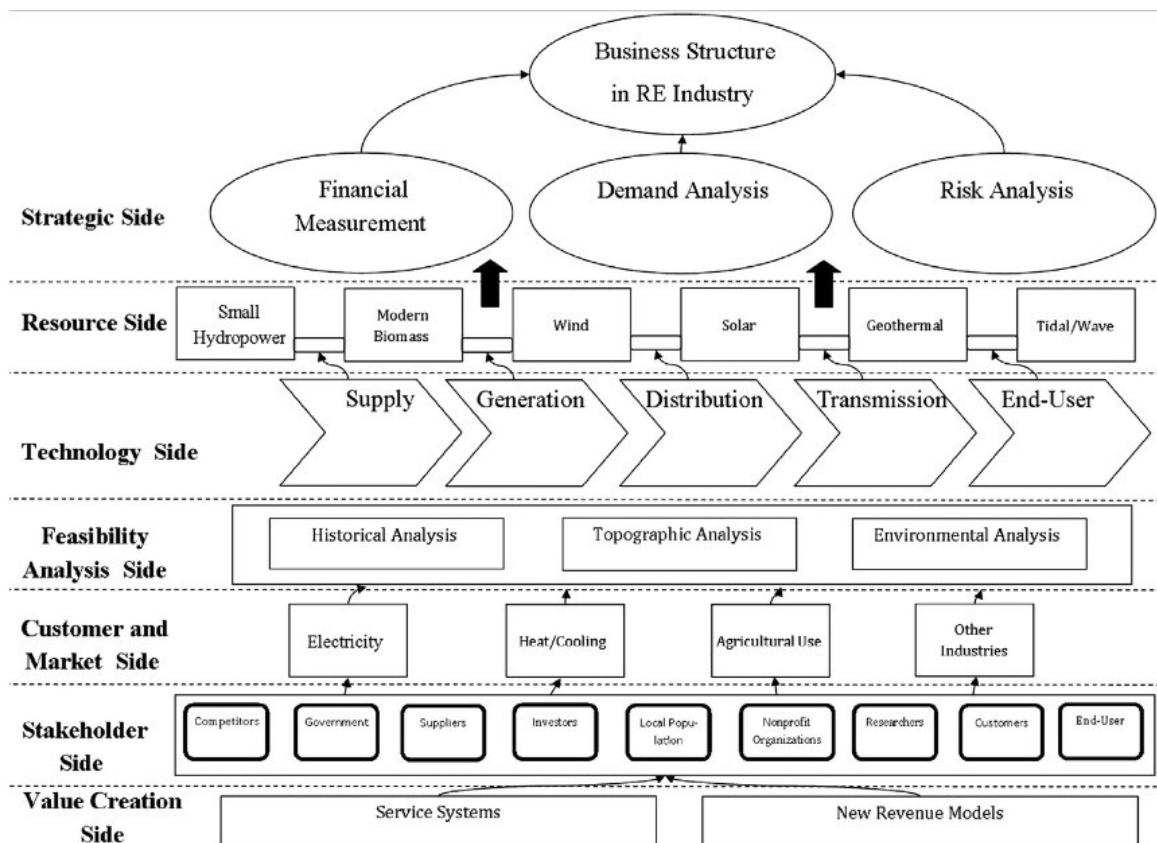 Business Structure
in RE Industry
Financial
Measurement
Demand Analysis
Risk Analysis
Strategic Side
Resource Side
Small
Hydropower
Modern
Biomass
Wind
Solar
Geothermal
Tidal/Wave
Technology Side
Supply
Generation
Distribution
Transmission
End-User
Feasibility
Analysis Side
Historical Analysis
Topographic Analysis
Environmental Analysis
Customer and
Market Side
Electricity
Heat/Cooling
Agricultural Use
Other
Industries
Stakeholder
Side
Competitors
Government
Suppliers
Investors
Local Popu-
lation
Nonprofit
Organizations
Researchers
Customers
End-User
Value Creation
Side
Service Systems
New Revenue Models